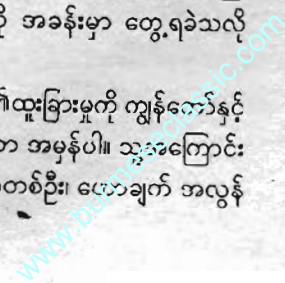 အခန်းမှာ တွေ့ရခဲသလို
ထူးခြားမှုကို ကျွန်တော်နှင့်
အမှန်ပါ။ သူ့အကြောင်း
တစ်ဦး၊ ယောချက် အလွန်
www.burmeseclassic.com